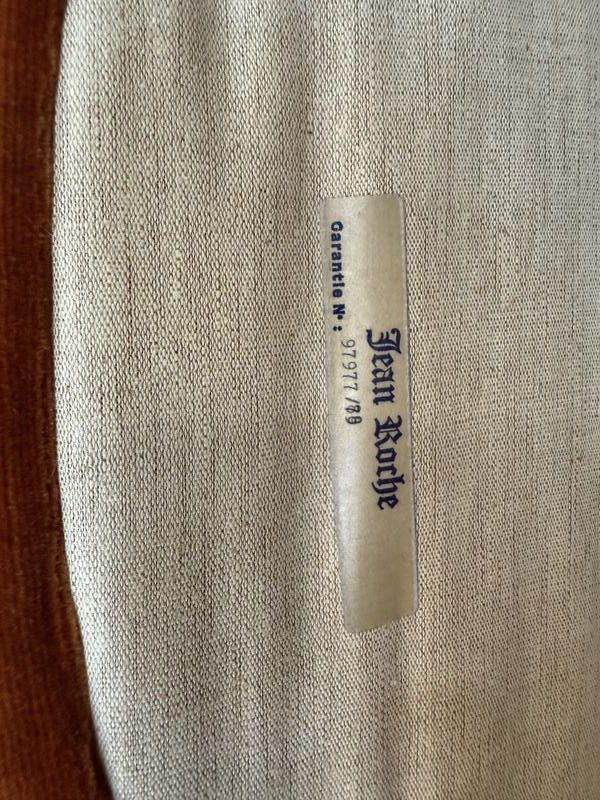 Jean Roche
Garantie N° : 97977 /80